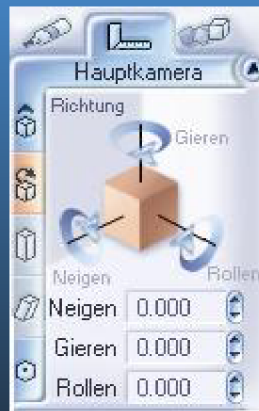 Hauptkamera
Richtung
Gieren
Neigen
Rollen
Neigen 0.000
Gieren 0.000
Rollen 0.000